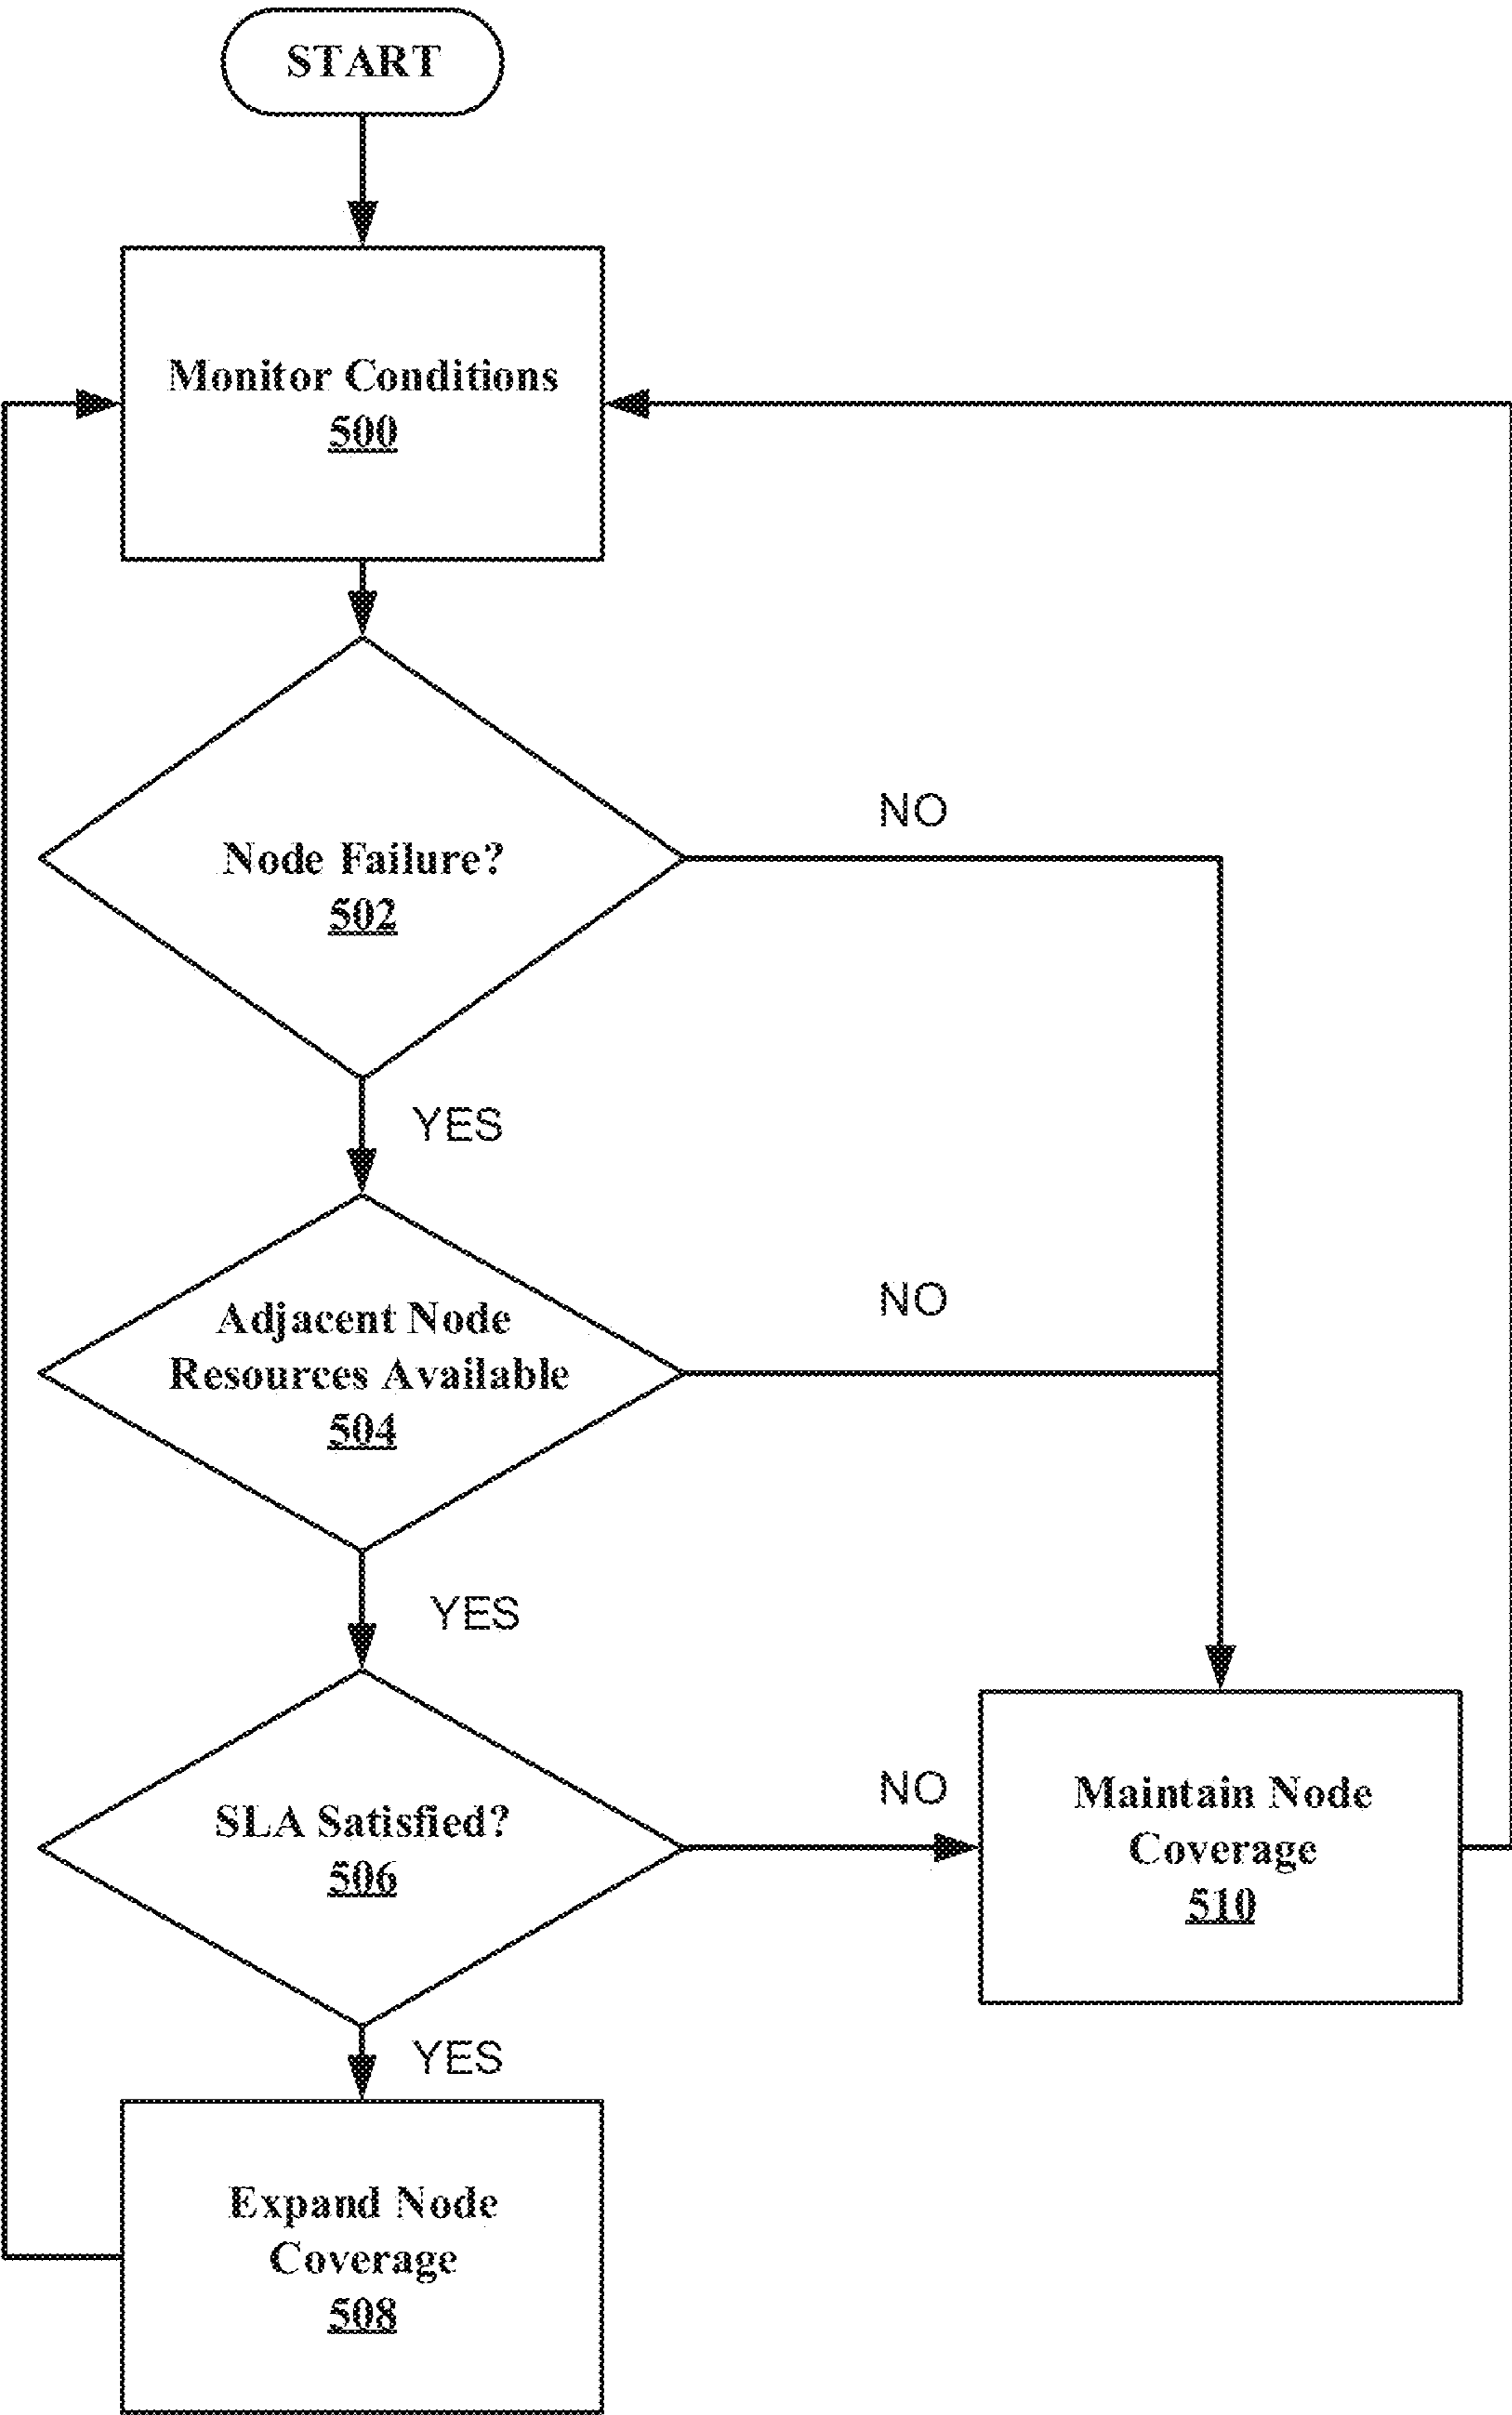 START
Monitor Conditions
500
NO
Node Failure?
502
YES
NO
Adjacent Node
Resources Available
504
YES
NO
SLA Satisfied?
506
Maintain Node
Coverage
510
YES
Expand Node
Coverage
508